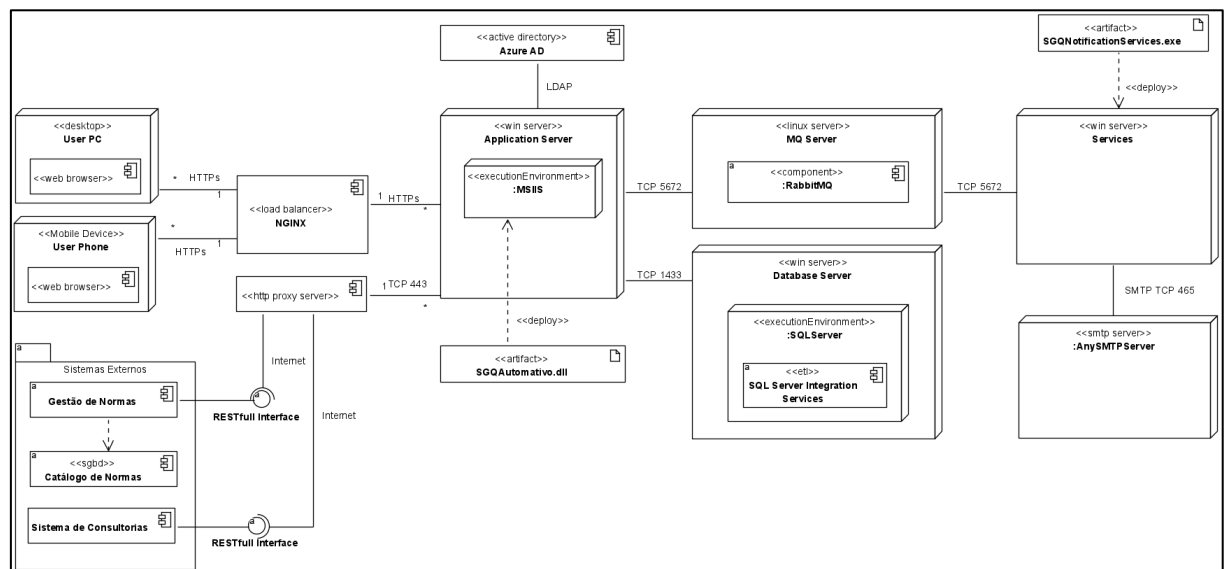 <<active directory>>
Azure AD
LDAP
<<artifact>>
SGQNotificationServices.exe
<<deploy>>
<<desktop>>
User PC
<<web browser>>
* HTTPs
1
<<Mobile Device>>
User Phone
<<web browser>>
*
1
HTTPs
<<load balancer>>
NGINX
1 HTTPs
*
<<win server>>
Application Server
<<executionEnvironment>>
:MSIIS
<<deploy>>
<<artifact>>
SGQAutomativo.dll
TCP 5672
<<linux server>>
MQ Server
a
<<component>>
:RabbitMQ
TCP 5672
<<win server>>
Services
TCP 1433
<<win server>>
Database Server
<<executionEnvironment>>
:SQLServer
a
<<etl>>
SQL Server Integration
Services
SMTP TCP 465
<<smtp server>>
:AnySMTPServer
<<http proxy server>>
1 TCP 443
*
Internet
Internet
a
Sistemas Externos
a
Gestão de Normas
a
RESTfull Interface
a
<<sgbd>>
Catálogo de Normas
Sistema de Consultorias
a
RESTfull Interface